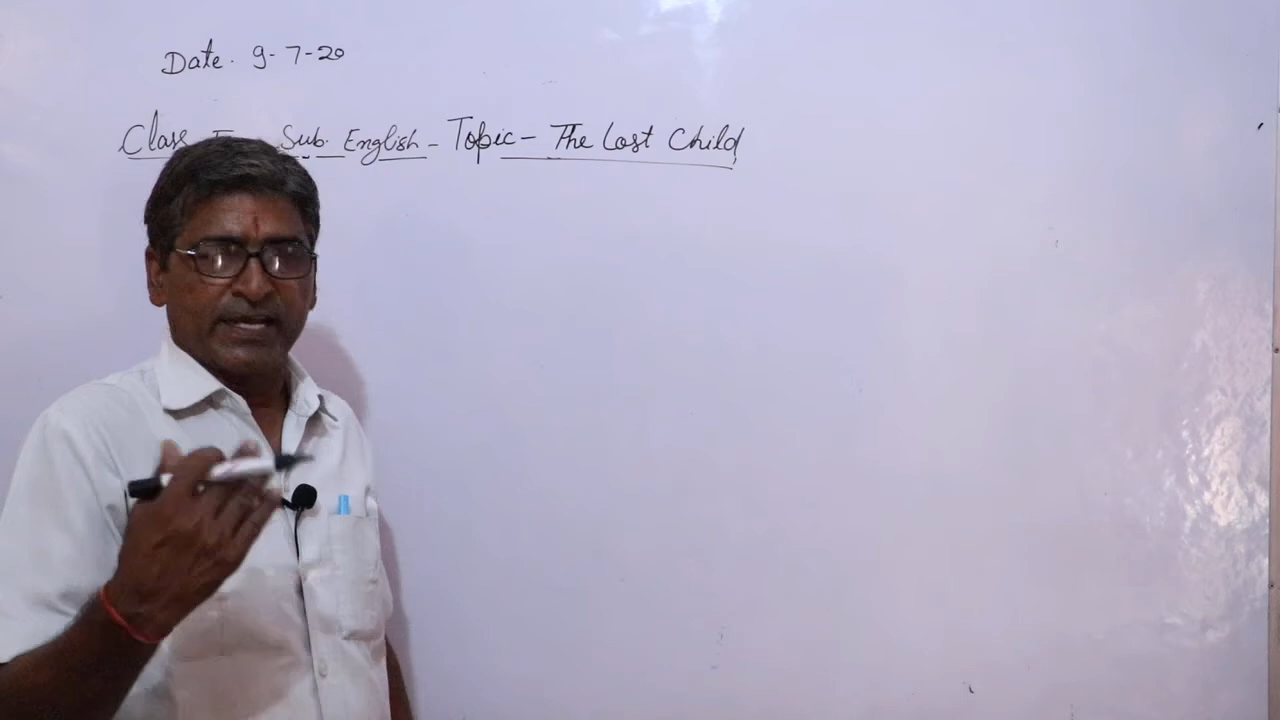 Date. 9-7-20
Class Sub. English - Topic - The Lost Child